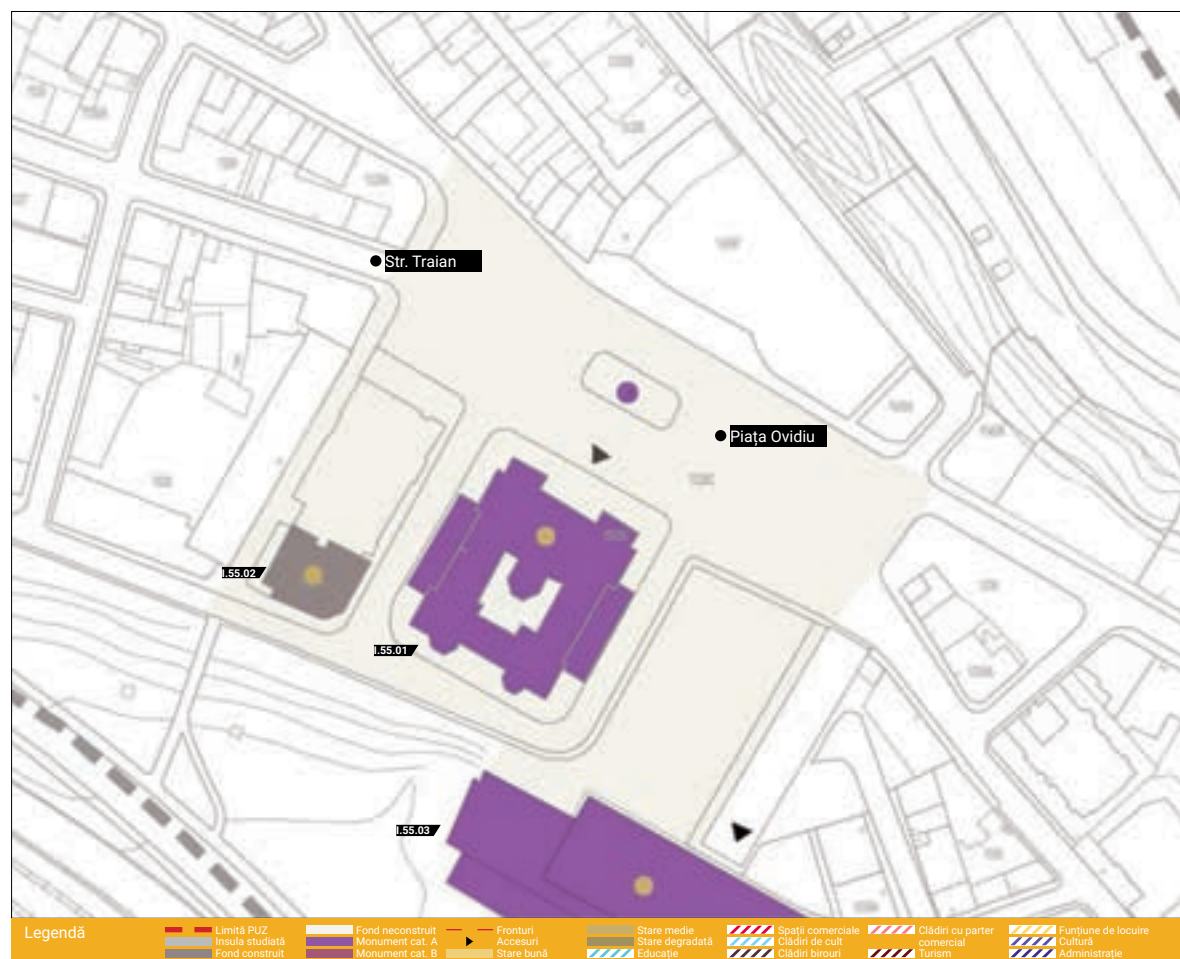 Str. Traian
Piața Ovidiu
I.55.02
I.55.01
I.55.03
Legendă
Limită PUZ
Insula studiată
Fond construit
Fond neconstruit
Monument cat. A
Monument cat. B
Fronturi
Accesuri
Stare bună
Stare medie
Stare degradată
Educație
Spații comerciale
Clădiri de cult
Clădiri birouri
Clădiri cu parter
comercial
Turism
Funcțiune de locuire
Cultură
Administrație